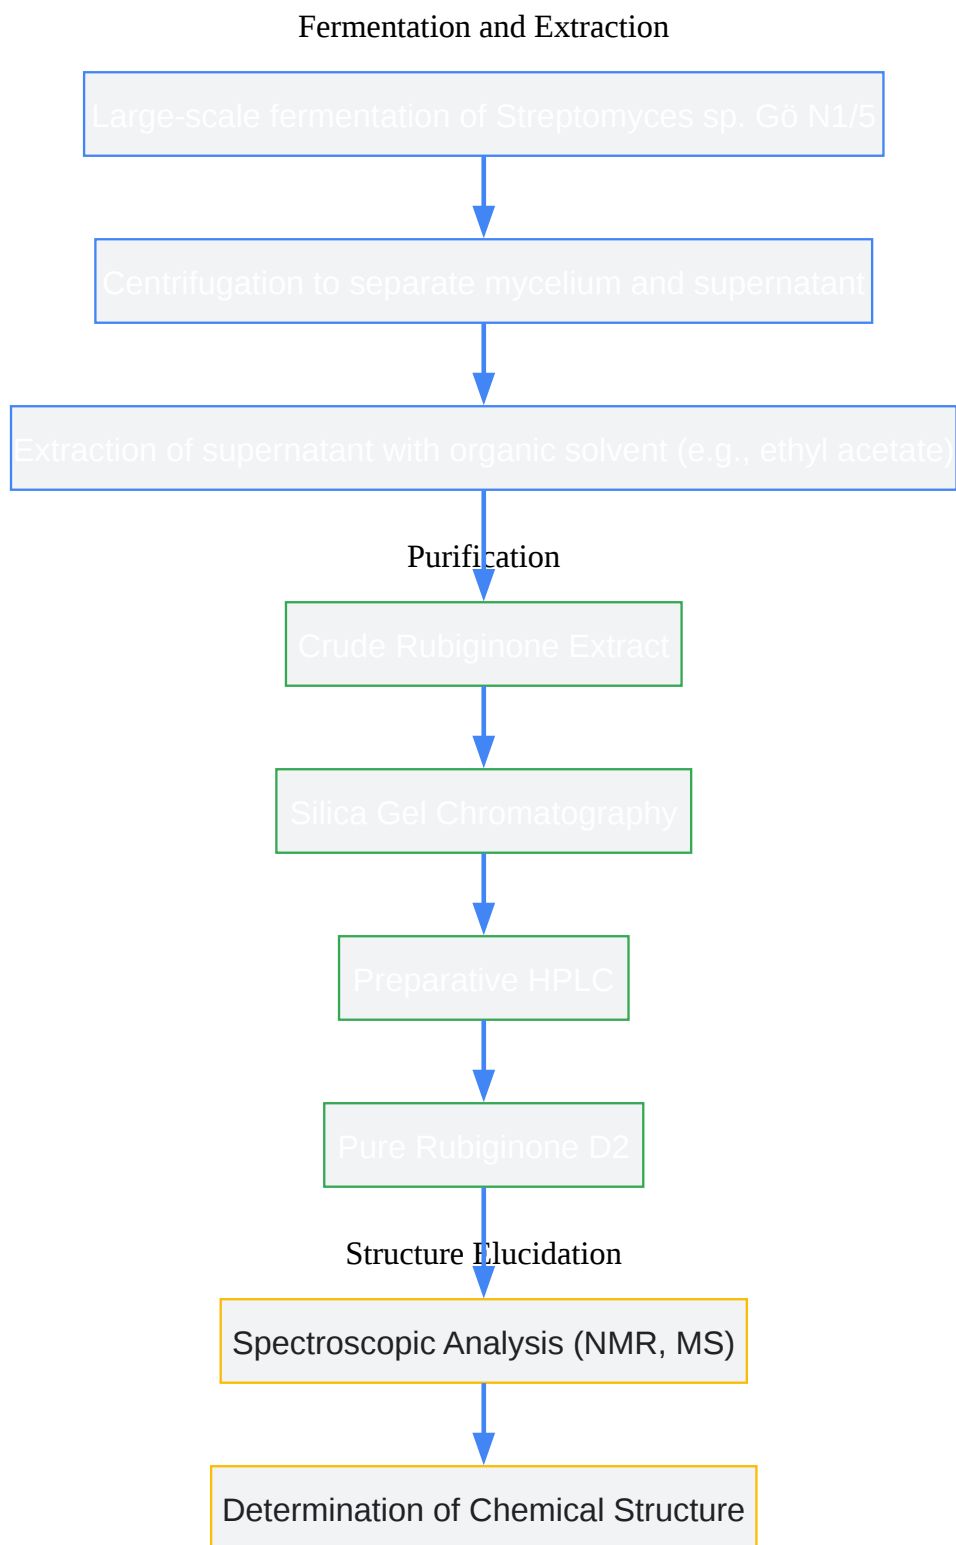 Fermentation and Extraction
Large-scale fermentation of Streptomyces sp. Gö N1/5
Centrifugation to separate mycelium and supernatant
Extraction of supernatant with organic solvent (e.g., ethyl acetate)
Purification
Crude Rubiginone Extract
Silica Gel Chromatography
Preparative HPLC
Pure Rubiginone D2
Structure Elucidation
Spectroscopic Analysis (NMR, MS)
Determination of Chemical Structure